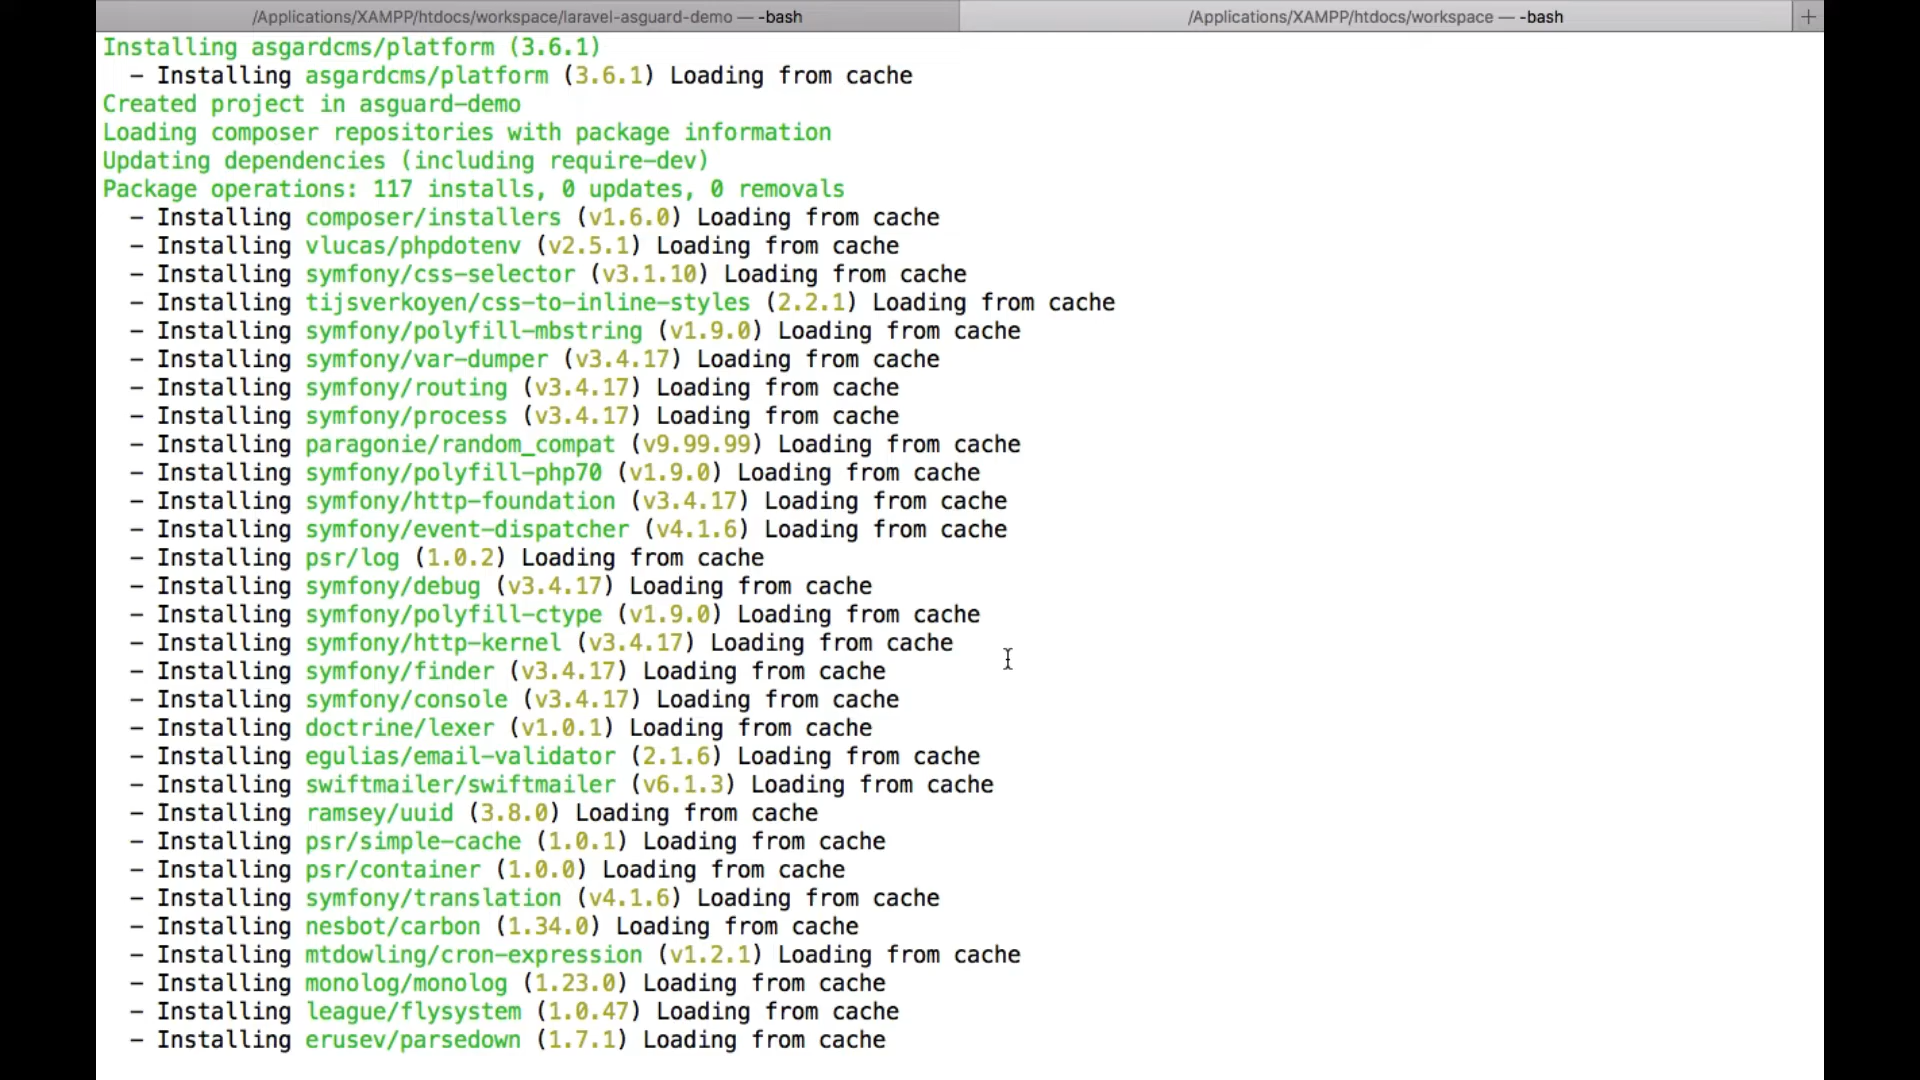 /Applications/XAMPP/htdocs/workspace/laravel-asguard-demo — -bash
/Applications/XAMPP/htdocs/workspace — -bash
+
Installing asgardcms/platform (3.6.1)
- Installing asgardcms/platform (3.6.1) Loading from cache
Created project in asguard-demo
Loading composer repositories with package information
Updating dependencies (including require-dev)
Package operations: 117 installs, 0 updates, 0 removals
- Installing composer/installers (v1.6.0) Loading from cache
- Installing vlucas/phpdotenv (v2.5.1) Loading from cache
- Installing symfony/css-selector (v3.1.10) Loading from cache
- Installing tijsverkoyen/css-to-inline-styles (2.2.1) Loading from cache
- Installing symfony/polyfill-mbstring (v1.9.0) Loading from cache
- Installing symfony/var-dumper (v3.4.17) Loading from cache
- Installing symfony/routing (v3.4.17) Loading from cache
- Installing symfony/process (v3.4.17) Loading from cache
- Installing paragonie/random_compat (v9.99.99) Loading from cache
- Installing symfony/polyfill-php70 (v1.9.0) Loading from cache
- Installing symfony/http-foundation (v3.4.17) Loading from cache
- Installing symfony/event-dispatcher (v4.1.6) Loading from cache
- Installing psr/log (1.0.2) Loading from cache
- Installing symfony/debug (v3.4.17) Loading from cache
- Installing symfony/polyfill-ctype (v1.9.0) Loading from cache
- Installing symfony/http-kernel (v3.4.17) Loading from cache
- Installing symfony/finder (v3.4.17) Loading from cache
- Installing symfony/console (v3.4.17) Loading from cache
- Installing doctrine/lexer (v1.0.1) Loading from cache
- Installing egulias/email-validator (2.1.6) Loading from cache
- Installing swiftmailer/swiftmailer (v6.1.3) Loading from cache
- Installing ramsey/uuid (3.8.0) Loading from cache
- Installing psr/simple-cache (1.0.1) Loading from cache
- Installing psr/container (1.0.0) Loading from cache
- Installing symfony/translation (v4.1.6) Loading from cache
- Installing nesbot/carbon (1.34.0) Loading from cache
- Installing mtdowling/cron-expression (v1.2.1) Loading from cache
- Installing monolog/monolog (1.23.0) Loading from cache
- Installing league/flysystem (1.0.47) Loading from cache
- Installing erusev/parsedown (1.7.1) Loading from cache